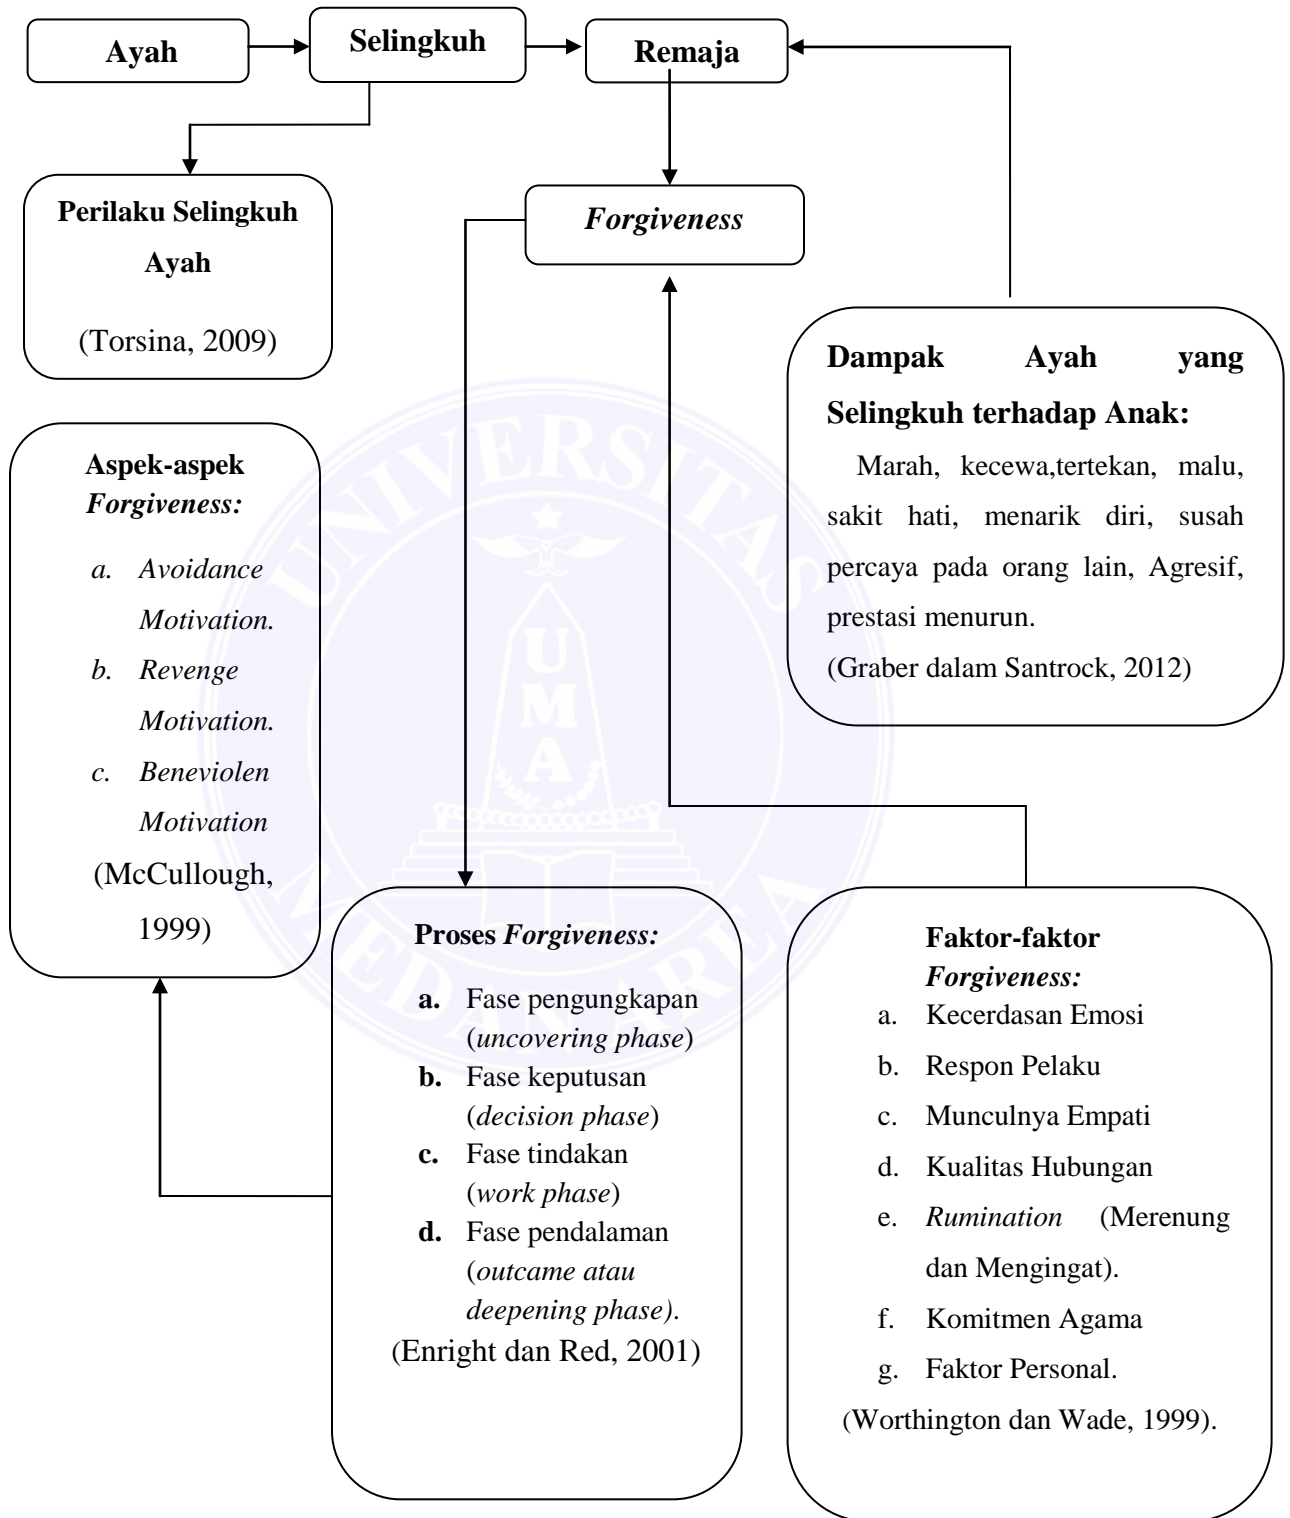 Ayah
Selingkuh
Remaja
Perilaku Selingkuh
Ayah
(Torsina, 2009)
Forgiveness
Dampak Ayah yang
Selingkuh terhadap Anak:
Marah, kecewa,tertekan, malu,
sakit hati, menarik diri, susah
percaya pada orang lain, Agresif,
prestasi menurun.
(Graber dalam Santrock, 2012)
Aspek-aspek
Forgiveness:
a. Avoidance
Motivation.
b. Revenge
Motivation.
c. Beneviolen
Motivation
(McCullough,
1999)
Proses Forgiveness:
a. Fase pengungkapan
(uncovering phase)
b. Fase keputusan
(decision phase)
c. Fase tindakan
(work phase)
d. Fase pendalaman
(outcame atau
deepening phase).
(Enright dan Red, 2001)
Faktor-faktor
Forgiveness:
a. Kecerdasan Emosi
b. Respon Pelaku
c. Munculnya Empati
d. Kualitas Hubungan
e. Rumination (Merenung
dan Mengingat).
f. Komitmen Agama
g. Faktor Personal.
(Worthington dan Wade, 1999).
UNIVERSITAS
UMA
MEDAN AREA